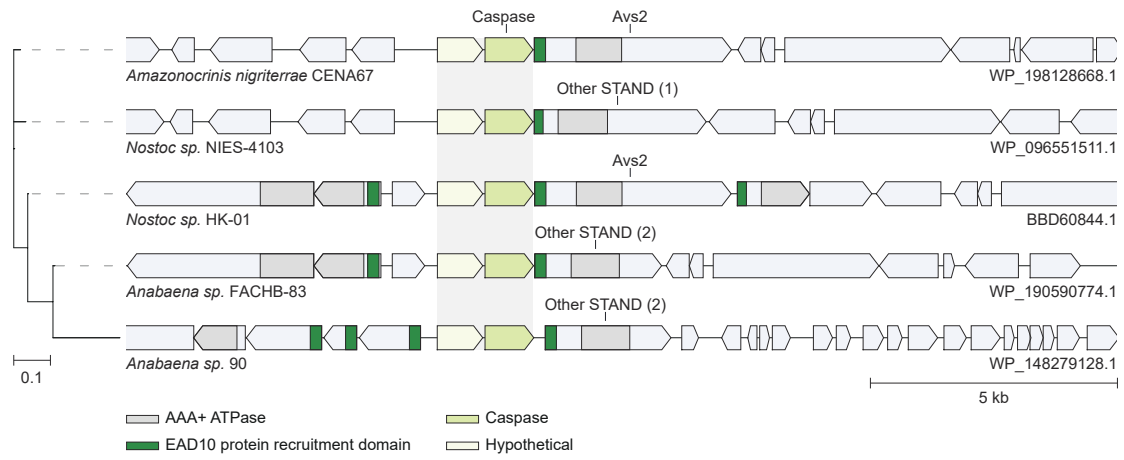 Caspase Avs2
Amazonocrinis nigriterrae CENA67 WP_198128668.1
Other STAND (1)
Nostoc sp. NIES-4103 WP_096551511.1
Avs2
Nostoc sp. HK-01 BBD60844.1
Other STAND (2)
Anabaena sp. FACHB-83 WP_190590774.1
Other STAND (2)
Anabaena sp. 90 WP_148279128.1
0.1
5 kb
AAA+ ATPase Caspase
EAD10 protein recruitment domain Hypothetical